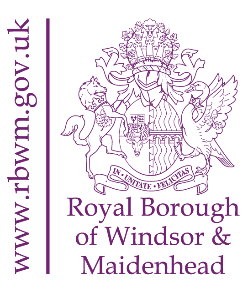 www.rbwm.gov.uk
IN · UNITATE · FELICITAS
Royal Borough
of Windsor &
Maidenhead